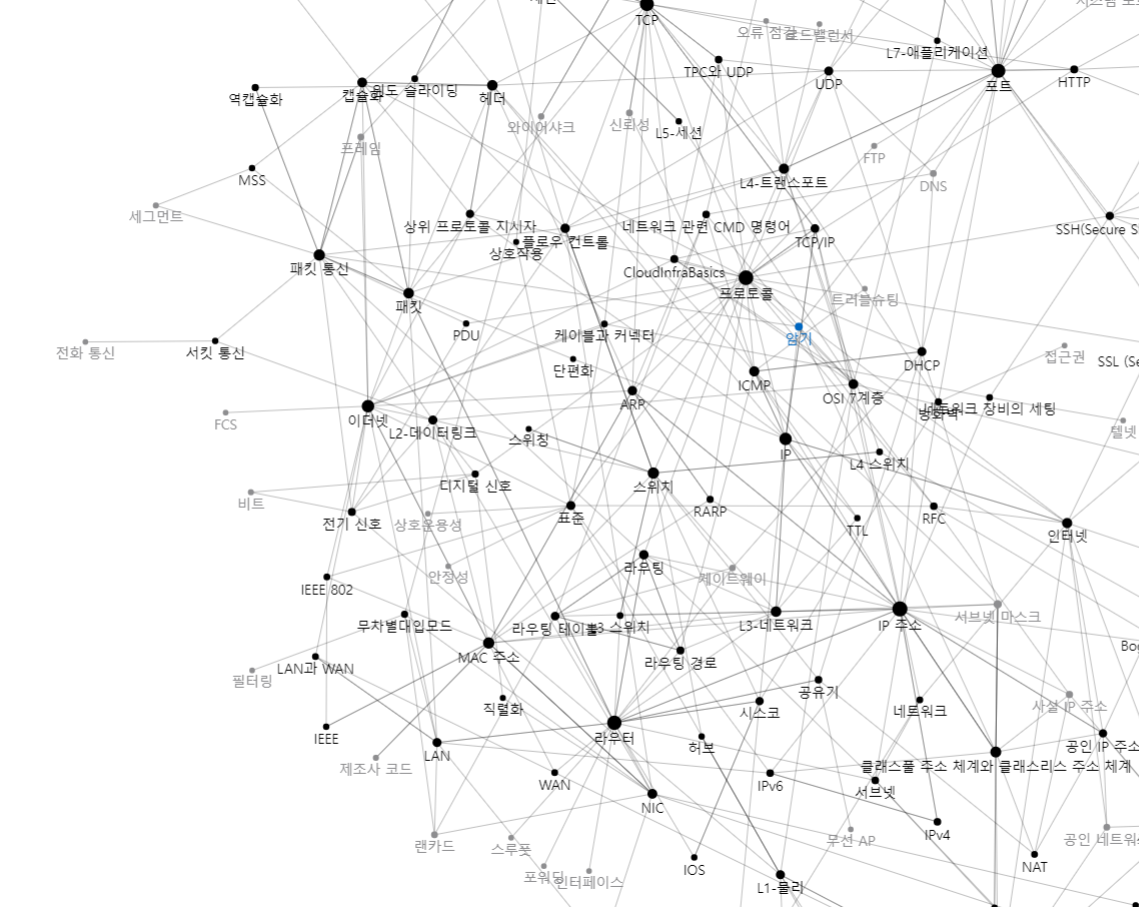 TCP
오류 점검
로드밸런서
L7-애플리케이션
TPC와 UDP
UDP
포트
HTTP
역캡슐화
캡슐화
윈도 슬라이딩
헤더
와이어샤크
신뢰성
L5-세션
프레임
FTP
MSS
L4-트랜스포트
DNS
세그먼트
상위 프로토콜 지시자
네트워크 관련 CMD 명령어
SSH(Secure S
플로우 컨트롤
상호작용
TCP/IP
패킷 통신
CloudInfraBasics
프로토콜
패킷
트러블슈팅
PDU
케이블과 커넥터
암기
전화 통신
서킷 통신
단편화
DHCP
접근권
SSL (Se
ICMP
OSI 7계층
이더넷
ARP
방화벽
네트워크 장비의 세팅
FCS
L2-데이터링크
스위칭
텔넷
IP
L4 스위치
디지털 신호
스위치
비트
RARP
전기 신호
상호운용성
표준
TTL
RFC
인터넷
라우팅
게이트웨이
IEEE 802
안정성
무차별대입모드
라우팅 테이블
L3 스위치
L3-네트워크
IP 주소
서브넷 마스크
MAC 주소
라우팅 경로
Bog
LAN과 WAN
필터링
공유기
직렬화
시스코
네트워크
사설 IP 주소
IEEE
라우터
허브
공인 IP 주소
LAN
제조사 코드
클래스풀 주소 체계와 클래스리스 주소 체계
WAN
IPv6
서브넷
NIC
IPv4
랜카드
스루풋
무선 AP
공인 네트워
IOS
NAT
포워딩
인터페이스
L1-물리